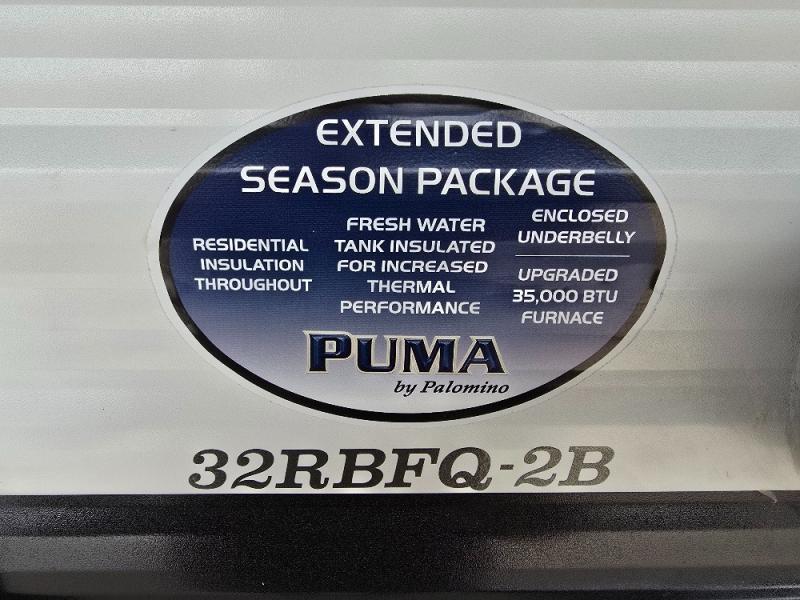 EXTENDED
SEASON PACKAGE
RESIDENTIAL
INSULATION
THROUGHOUT
FRESH WATER
TANK INSULATED
FOR INCREASED
THERMAL
PERFORMANCE
ENCLOSED
UNDERBELLY
UPGRADED
35,000 BTU
FURNACE
PUMA
by Palomino
32RBFQ-2B